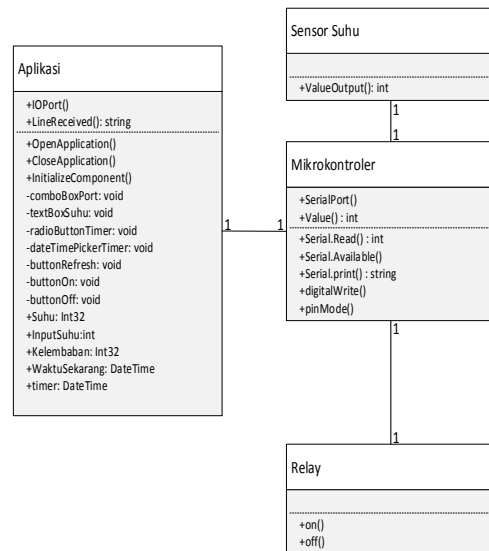 Aplikasi
+IOPort()
+LineReceived(): string
+OpenApplication()
+CloseApplication()
+InitializeComponent()
-comboBoxPort: void
-textBoxSuhu: void
-radioButtonTimer: void
-dateTimePickerTimer: void
-buttonRefresh: void
-buttonOn: void
-buttonOff: void
+Suhu: Int32
+InputSuhu:int
+Kelembaban: Int32
+WaktuSekarang: DateTime
+timer: DateTime
1
1
Sensor Suhu
+ValueOutput(): int
1
1
Mikrokontroler
+SerialPort()
+Value() : int
+Serial.Read() : int
+Serial.Available()
+Serial.print() : string
+digitalWrite()
+pinMode()
1
1
Relay
+on()
+off()